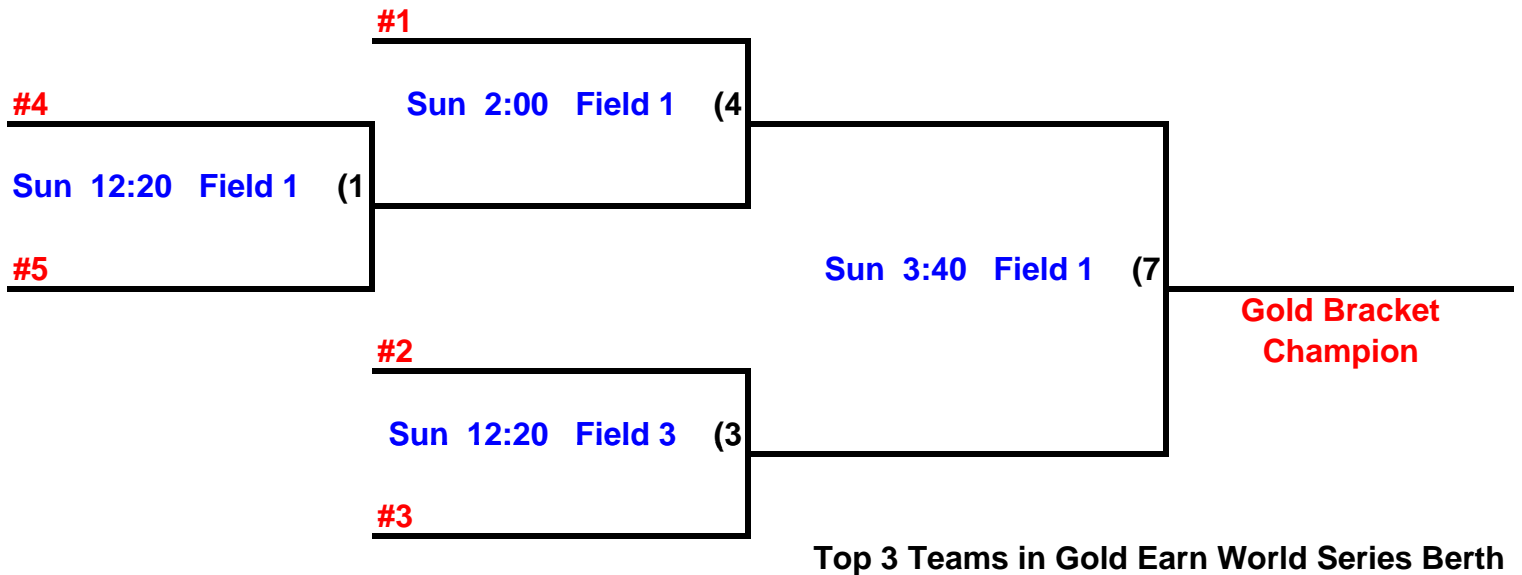 #1
#4
Sun 2:00 Field 1 (4
Sun 12:20 Field 1 (1
#5
Sun 3:40 Field 1 (7
Gold Bracket
Champion
#2
Sun 12:20 Field 3 (3
#3
Top 3 Teams in Gold Earn World Series Berth